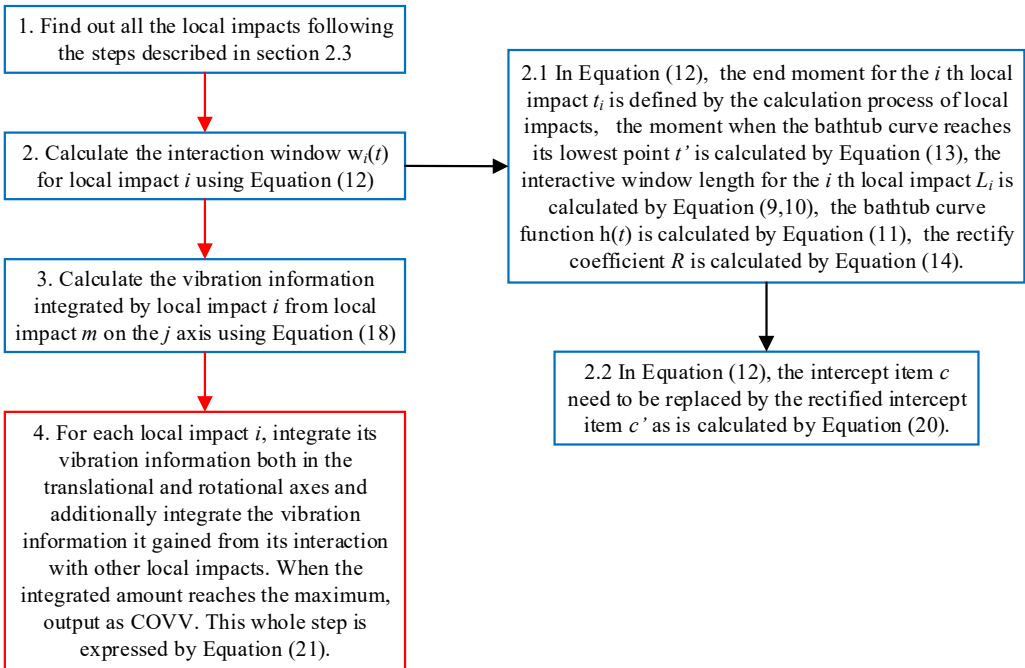 1. Find out all the local impacts following
the steps described in section 2.3
2. Calculate the interaction window wi(t)
for local impact i using Equation (12)
3. Calculate the vibration information
integrated by local impact i from local
impact m on the j axis using Equation (18)
4. For each local impact i, integrate its
vibration information both in the
translational and rotational axes and
additionally integrate the vibration
information it gained from its interaction
with other local impacts. When the
integrated amount reaches the maximum,
output as COVV. This whole step is
expressed by Equation (21).
2.1 In Equation (12), the end moment for the i th local
impact ti is defined by the calculation process of local
impacts, the moment when the bathtub curve reaches
its lowest point t’ is calculated by Equation (13), the
interactive window length for the i th local impact Li is
calculated by Equation (9,10), the bathtub curve
function h(t) is calculated by Equation (11), the rectify
coefficient R is calculated by Equation (14).
2.2 In Equation (12), the intercept item c
need to be replaced by the rectified intercept
item c’ as is calculated by Equation (20).